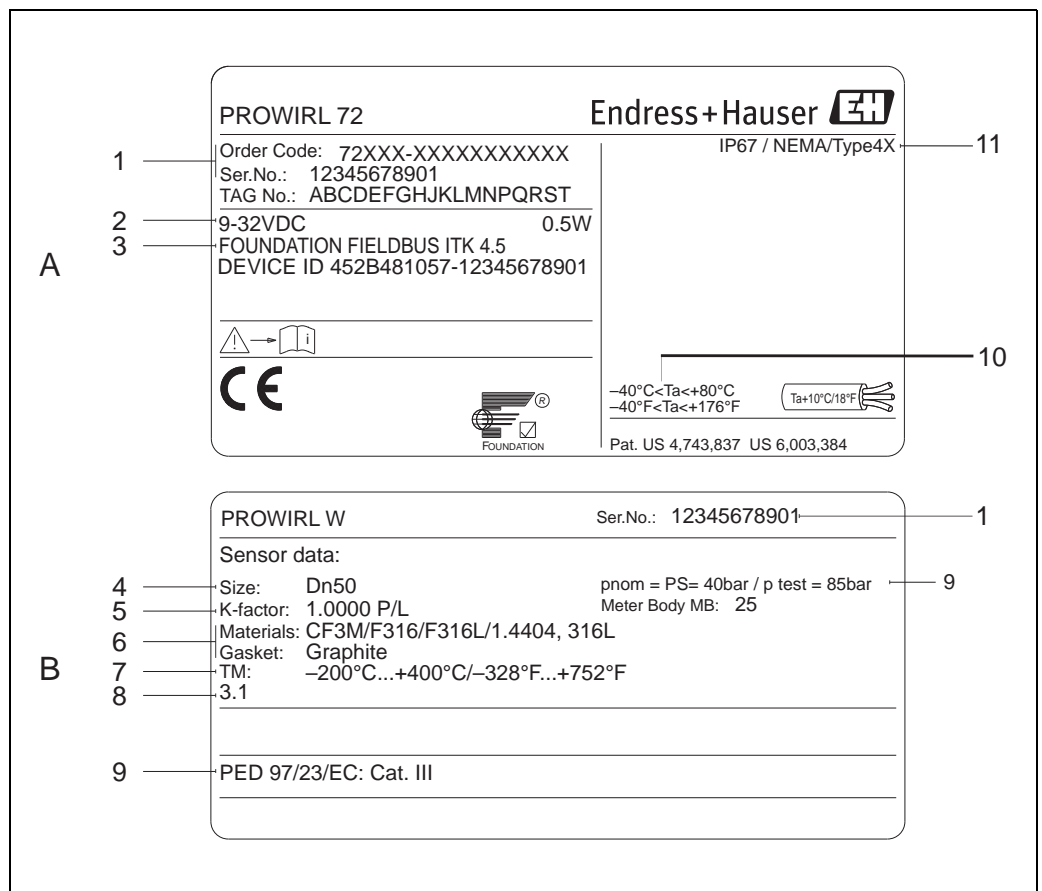 A
PROWIRL 72
Endress+Hauser EH
1
Order Code: 72XXX-XXXXXXXXXXX
Ser.No.: 12345678901
TAG No.: ABCDEFGHJKLMNPQRST
2
9-32VDC 0.5W
3
FOUNDATION FIELDBUS ITK 4.5
DEVICE ID 452B481057-12345678901
i
CE
®
FOUNDATION
IP67 / NEMA/Type4X
11
10
–40°C<Ta<+80°C
–40°F<Ta<+176°F
Ta+10°C/18°F
Pat. US 4,743,837 US 6,003,384
B
PROWIRL W
Ser.No.: 12345678901
1
Sensor data:
4
Size: Dn50
5
K-factor: 1.0000 P/L
6
Materials: CF3M/F316/F316L/1.4404, 316L
Gasket: Graphite
7
TM: –200°C...+400°C/–328°F...+752°F
8
3.1
pnom = PS= 40bar / p test = 85bar
9
Meter Body MB: 25
9
PED 97/23/EC: Cat. III